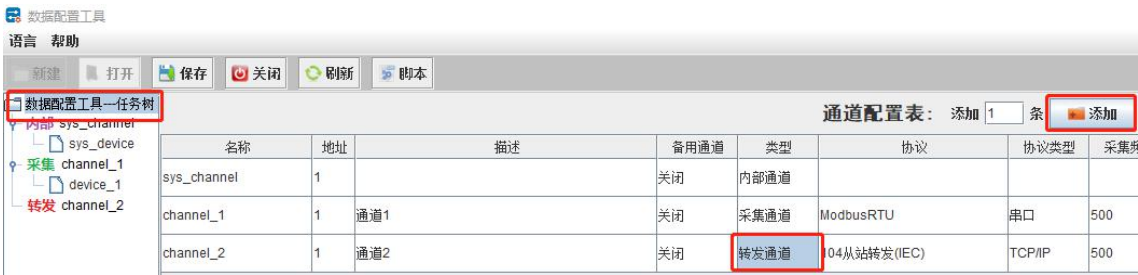 数据配置工具
语言 帮助
新建 打开 保存 关闭 刷新 脚本
数据配置工具---任务树
内部 sys_channel
sys_device
采集 channel_1
device_1
转发 channel_2
通道配置表： 添加 1 条 添加
名称 地址 描述 备用通道 类型 协议 协议类型 采集频
sys_channel 1 关闭 内部通道
channel_1 1 通道1 关闭 采集通道 ModbusRTU 串口 500
channel_2 1 通道2 关闭 转发通道 104从站转发(IEC) TCP/IP 500